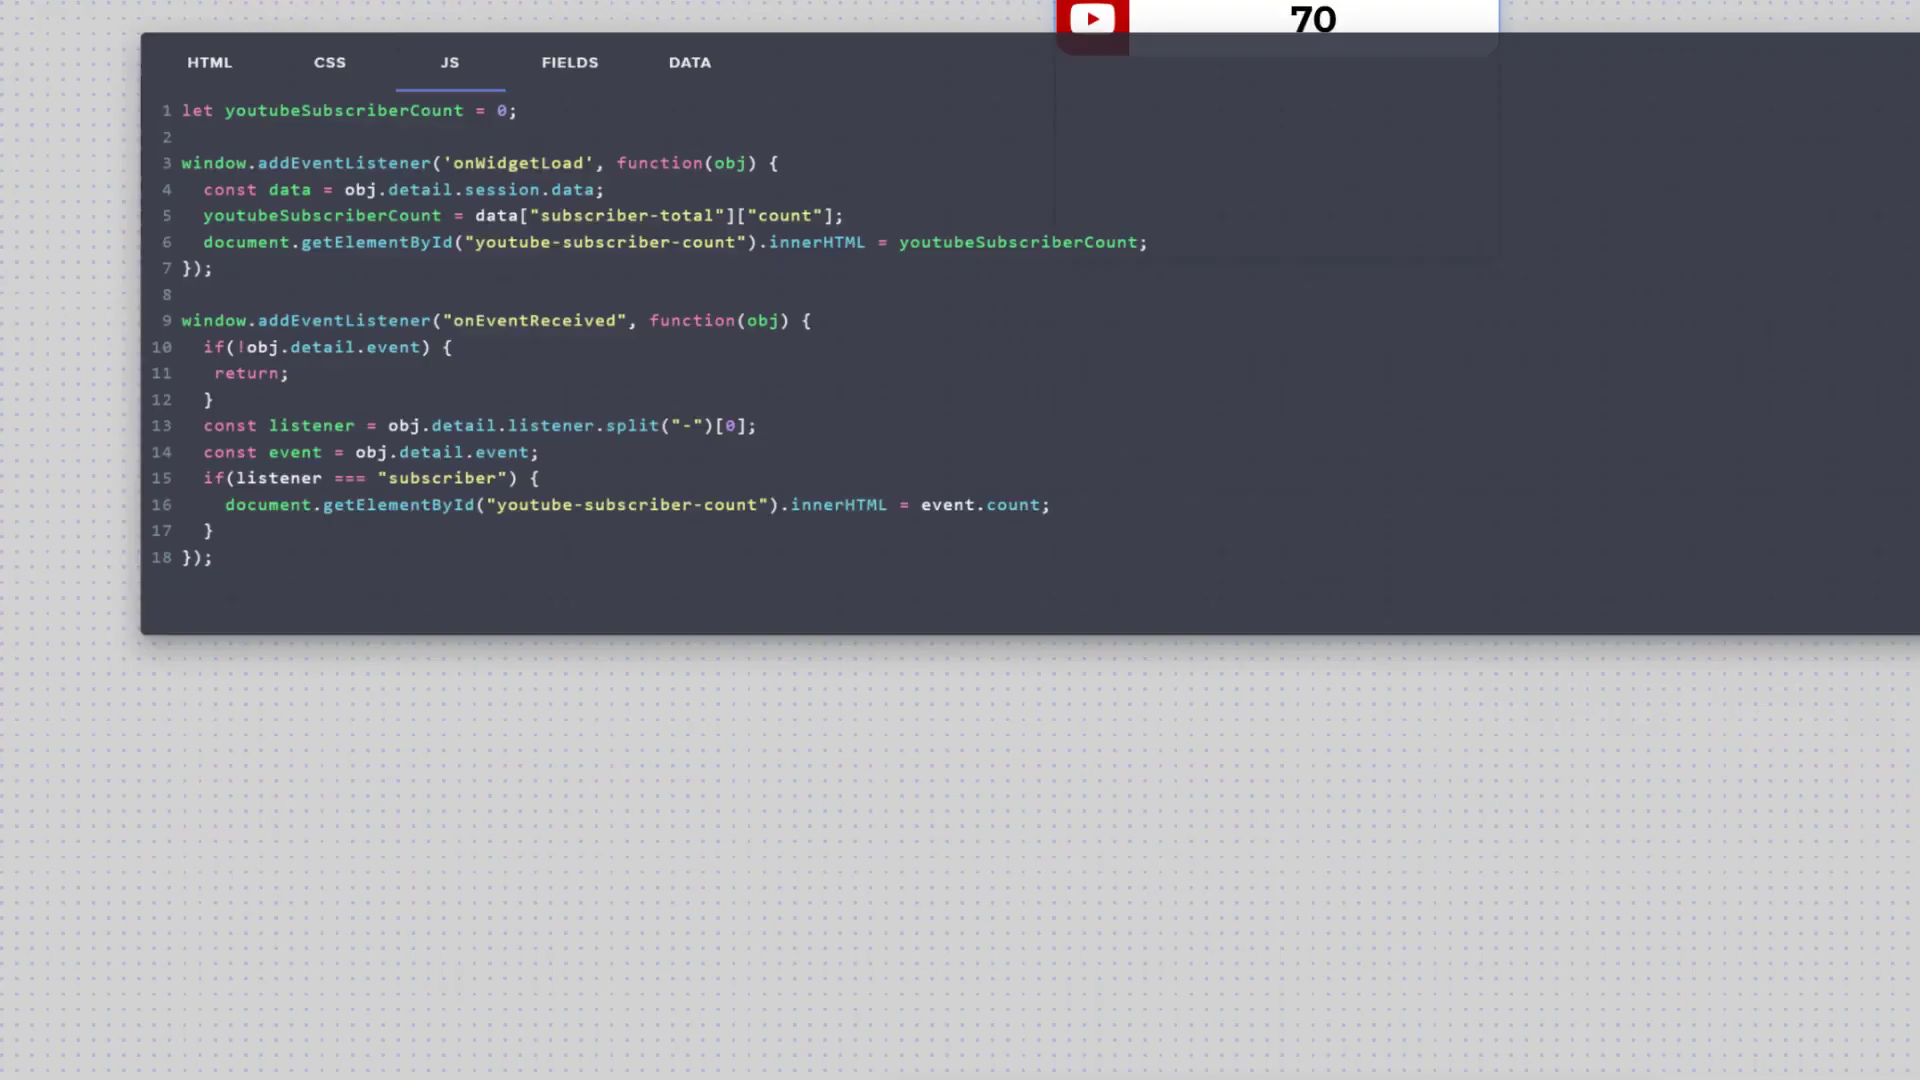 70
HTML CSS JS FIELDS DATA
1 let youtubeSubscriberCount = 0;
2
3 window.addEventListener('onWidgetLoad', function(obj) {
4   const data = obj.detail.session.data;
5   youtubeSubscriberCount = data["subscriber-total"]["count"];
6   document.getElementById("youtube-subscriber-count").innerHTML = youtubeSubscriberCount;
7 });
8
9 window.addEventListener("onEventReceived", function(obj) {
10   if(!obj.detail.event) {
11    return;
12   }
13   const listener = obj.detail.listener.split("-")[0];
14   const event = obj.detail.event;
15   if(listener === "subscriber") {
16     document.getElementById("youtube-subscriber-count").innerHTML = event.count;
17   }
18 });